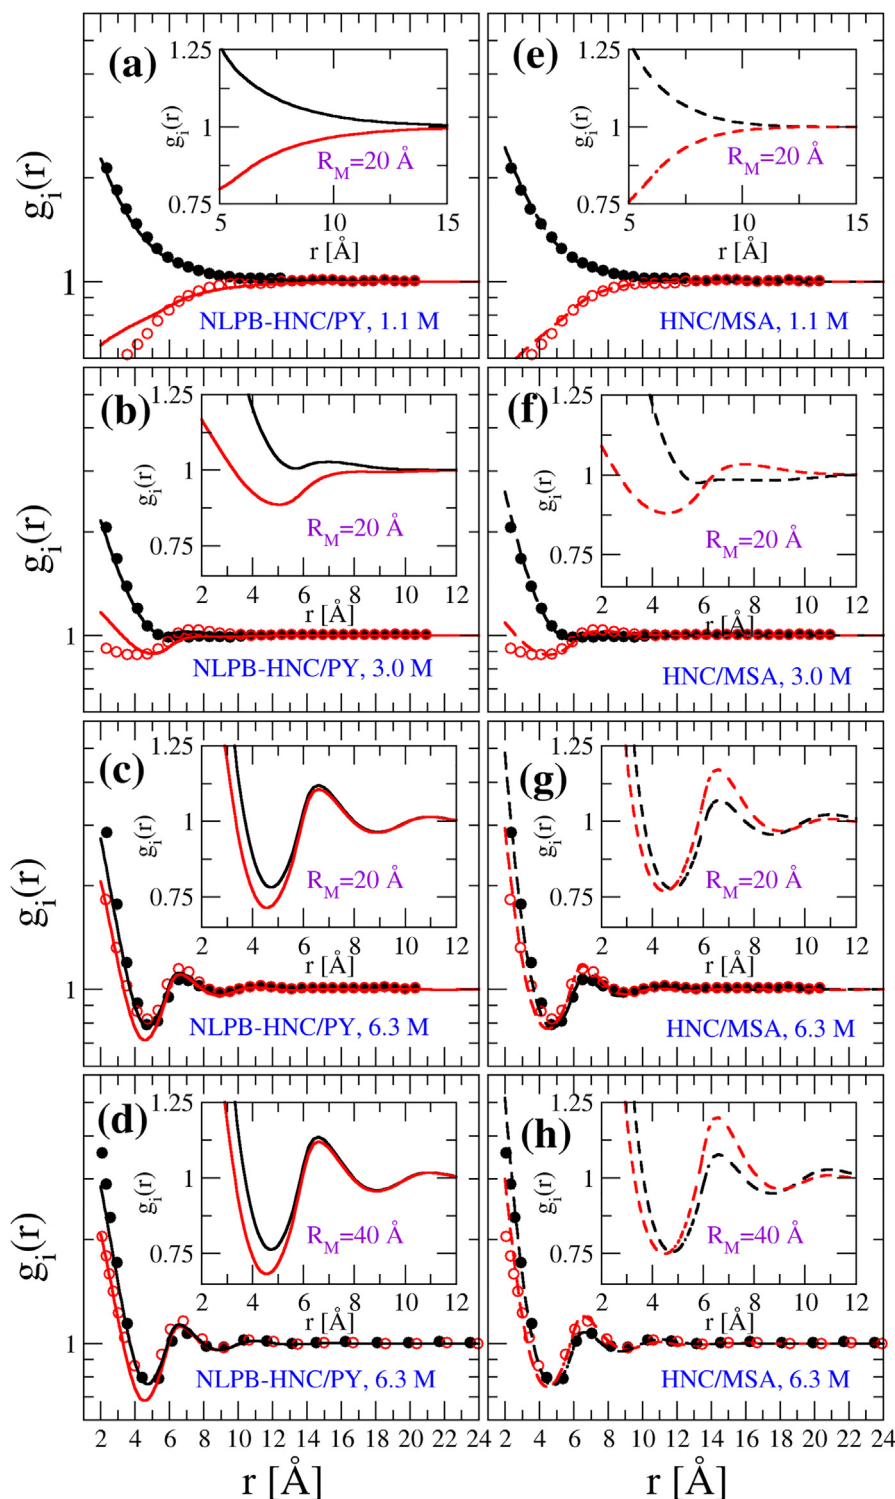 (a)
1.25
1
0.75
g_i(r)
R_M=20 Å
5
10
15
r [Å]
g_i(r)
1
NLPB-HNC/PY, 1.1 M
(e)
1.25
1
0.75
g_i(r)
R_M=20 Å
5
10
15
r [Å]
HNC/MSA, 1.1 M
(b)
1.25
1
0.75
g_i(r)
R_M=20 Å
2 4 6 8 10 12
g_i(r)
1
NLPB-HNC/PY, 3.0 M
(f)
1.25
1
0.75
g_i(r)
R_M=20 Å
2 4 6 8 10 12
r [Å]
HNC/MSA, 3.0 M
(c)
1.25
1
0.75
g_i(r)
R_M=20 Å
2 4 6 8 10 12
r [Å]
g_i(r)
1
NLPB-HNC/PY, 6.3 M
(g)
1.25
1
0.75
g_i(r)
R_M=20 Å
2 4 6 8 10 12
r [Å]
HNC/MSA, 6.3 M
(d)
1.25
1
0.75
g_i(r)
R_M=40 Å
2 4 6 8 10 12
r [Å]
g_i(r)
1
NLPB-HNC/PY, 6.3 M
2 4 6 8 10 12 14 16 18 20 22 24
r [Å]
(h)
1.25
1
0.75
g_i(r)
R_M=40 Å
2 4 6 8 10 12
r [Å]
HNC/MSA, 6.3 M
2 4 6 8 10 12 14 16 18 20 22 24
r [Å]